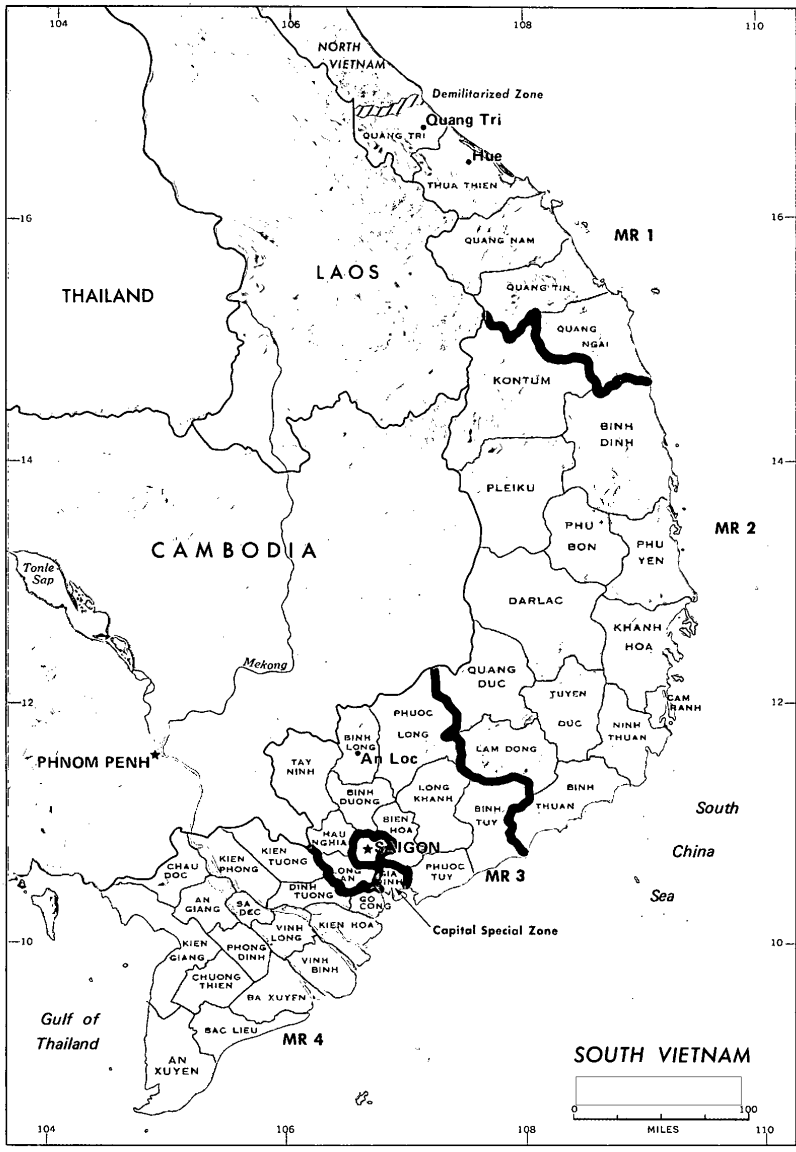 104
106
108
110
NORTH
VIETNAM
Demilitarized Zone
Quang Tri
QUANG TRI
Hue
THUA THIEN
16
16
MR 1
QUANG NAM
LAOS
THAILAND
QUANG TIN
QUANG
NGAI
KONTUM
BINH
DINH
14
14
PLEIKU
PHU
BON
MR 2
CAMBODIA
PHU
YEN
Tonle
Sap
DARLAC
KHANH
HOA
Mekong
QUANG
DUC
TUYEN
DUC
CAM
RANH
12
12
PHUOC
LONG
NINH
THUAN
BINH
LONG
An Loc
LAM DONG
PHNOM PENH
TAY
NINH
BINH
DUONG
LONG
KHANH
BINH
THUAN
BINH
TUY
South
China
Sea
BIEN
HOA
HAU
NGHIA
SAIGON
KIEN
TUONG
KIEN
PHONG
CHAU
DOC
LONG
AN
GIA
DINH
PHUOC
TUY
MR 3
DINH
TUONG
GO
CONG
AN
GIANG
SA
DEC
VINH
LONG
KIEN HOA
Capital Special Zone
10
10
KIEN
GIANG
PHONG
DINH
VINH
BINH
CHUONG
THIEN
BA XUYEN
Gulf of
Thailand
BAC LIEU
MR 4
AN
XUYEN
SOUTH VIETNAM
0
100
MILES
104
106
108
110